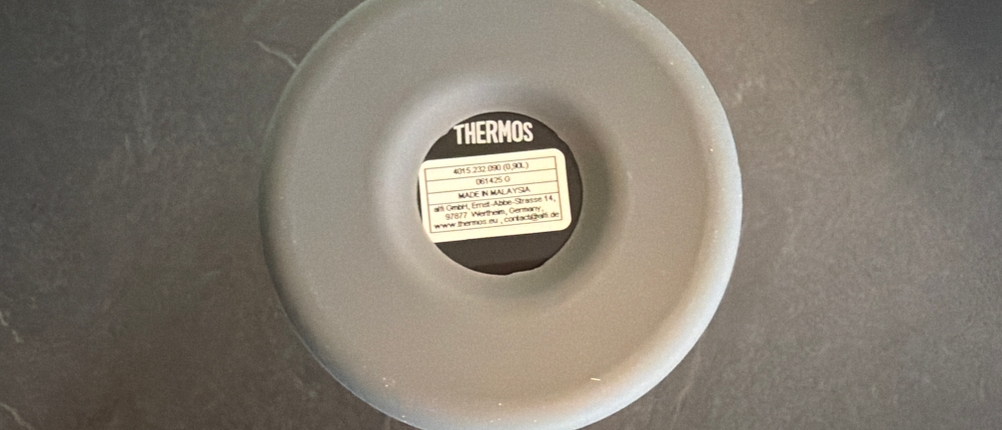 THERMOS
4015.232.090 (0,90L)
061425 G
MADE IN MALAYSIA
alfi GmbH, Ernst-Abbe-Strasse 14,
97877 Wertheim, Germany,
www.thermos.eu , contact@alfi.de